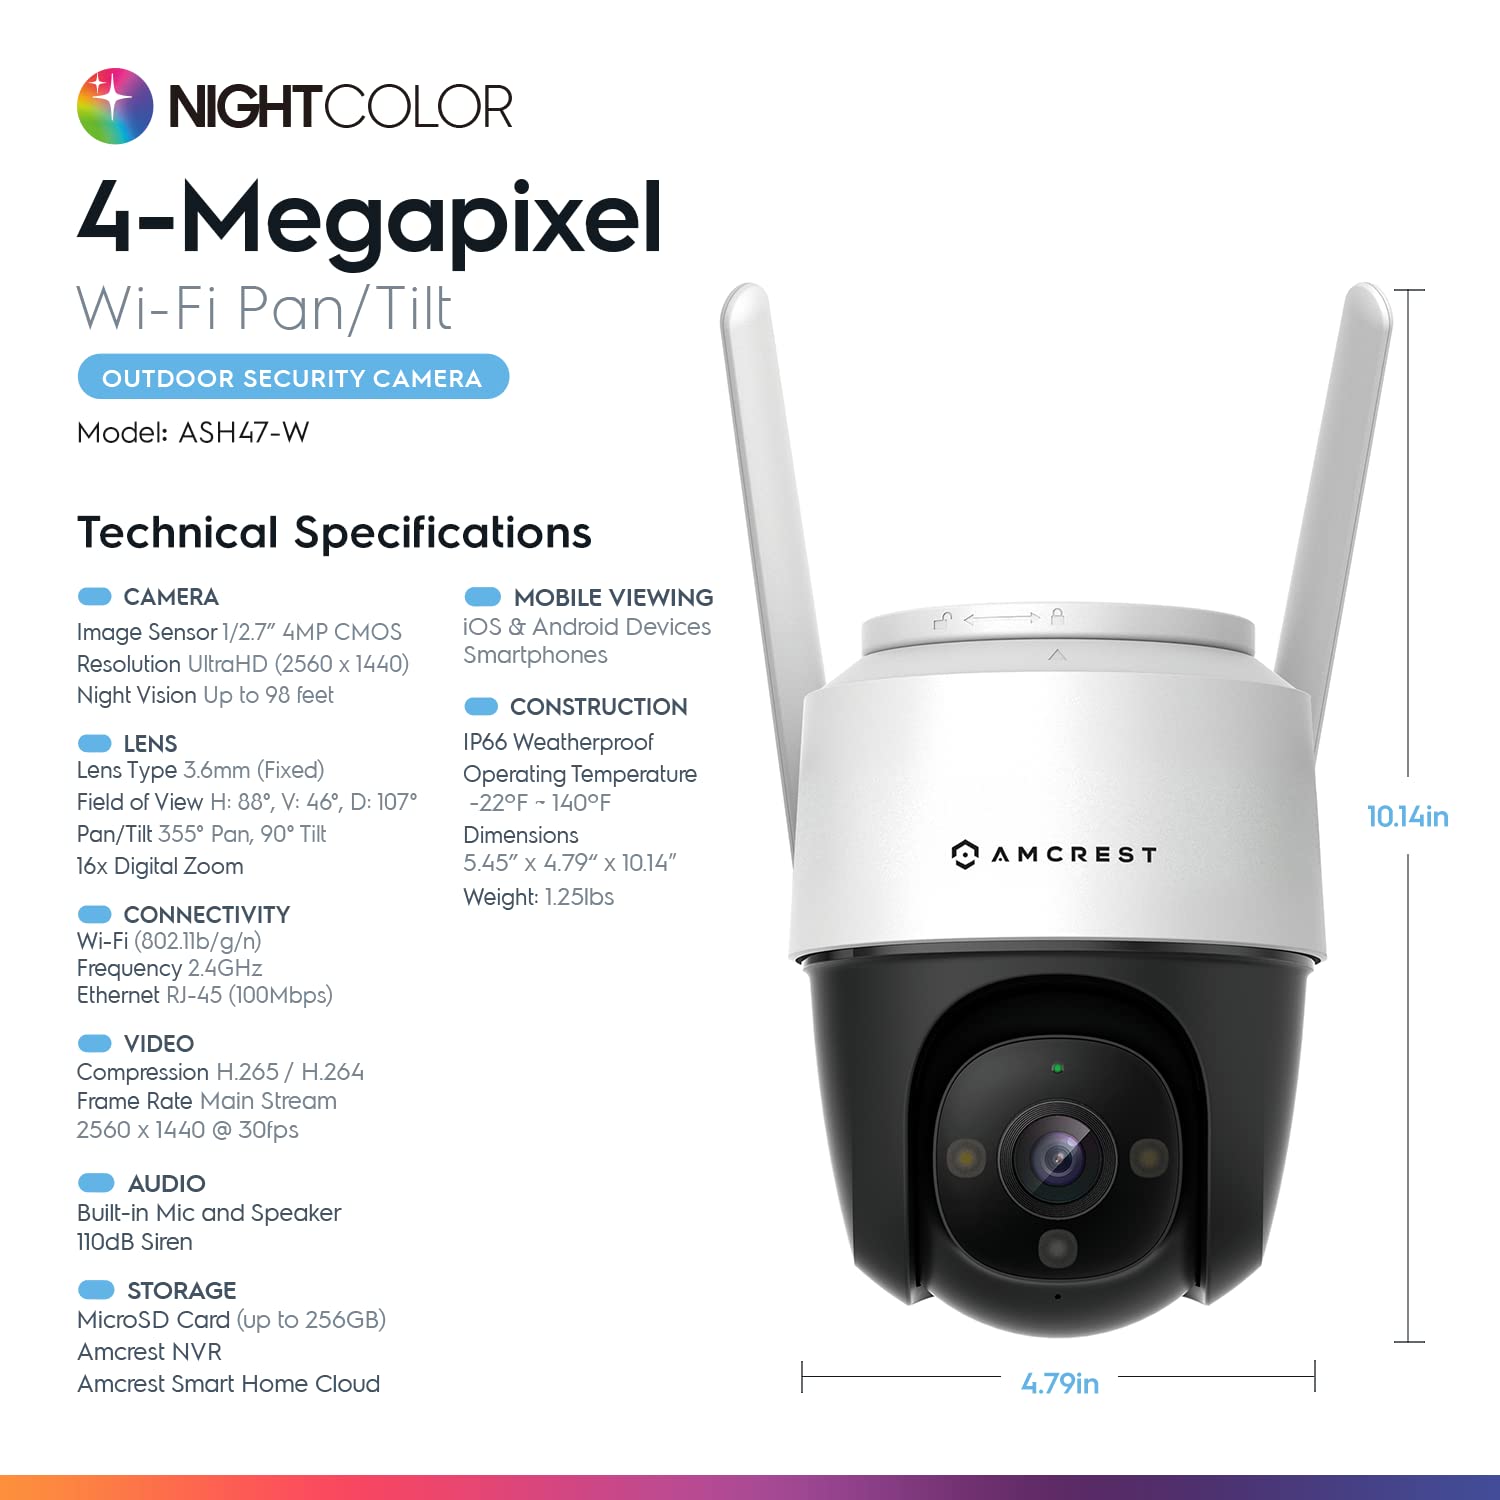 NIGHTCOLOR
4-Megapixel
Wi-Fi Pan/Tilt
OUTDOOR SECURITY CAMERA
Model: ASH47-W
Technical Specifications
CAMERA
Image Sensor 1/2.7” 4MP CMOS
Resolution UltraHD (2560 x 1440)
Night Vision Up to 98 feet
LENS
Lens Type 3.6mm (Fixed)
Field of View H: 88°, V: 46°, D: 107°
Pan/Tilt 355° Pan, 90° Tilt
16x Digital Zoom
CONNECTIVITY
Wi-Fi (802.11b/g/n)
Frequency 2.4GHz
Ethernet RJ-45 (100Mbps)
VIDEO
Compression H.265 / H.264
Frame Rate Main Stream
2560 x 1440 @ 30fps
AUDIO
Built-in Mic and Speaker
110dB Siren
STORAGE
MicroSD Card (up to 256GB)
Amcrest NVR
Amcrest Smart Home Cloud
MOBILE VIEWING
iOS & Android Devices
Smartphones
CONSTRUCTION
IP66 Weatherproof
Operating Temperature
-22°F ~ 140°F
Dimensions
5.45” x 4.79“ x 10.14”
Weight: 1.25lbs
AMCREST
10.14in
4.79in